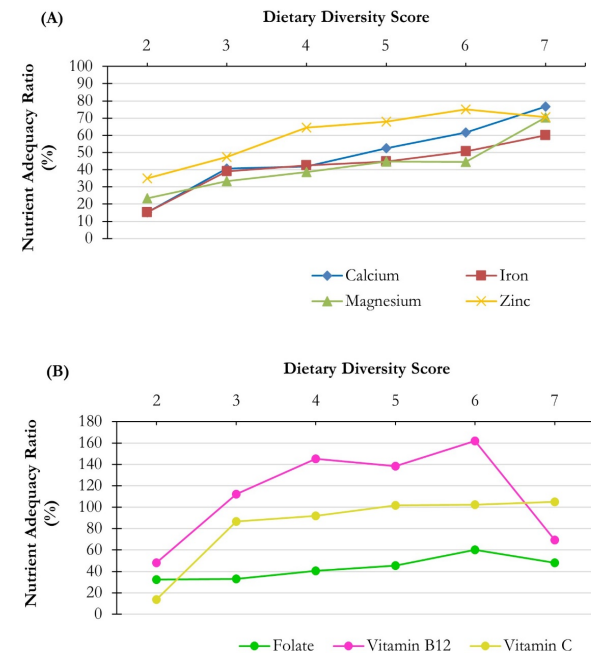 (A)
Dietary Diversity Score
2 3 4 5 6 7
Nutrient Adequacy Ratio
(%)
100
90
80
70
60
50
40
30
20
10
0
Calcium Iron
Magnesium Zinc
(B)
Dietary Diversity Score
2 3 4 5 6 7
Nutrient Adequacy Ratio
(%)
180
160
140
120
100
80
60
40
20
0
Folate Vitamin B12 Vitamin C